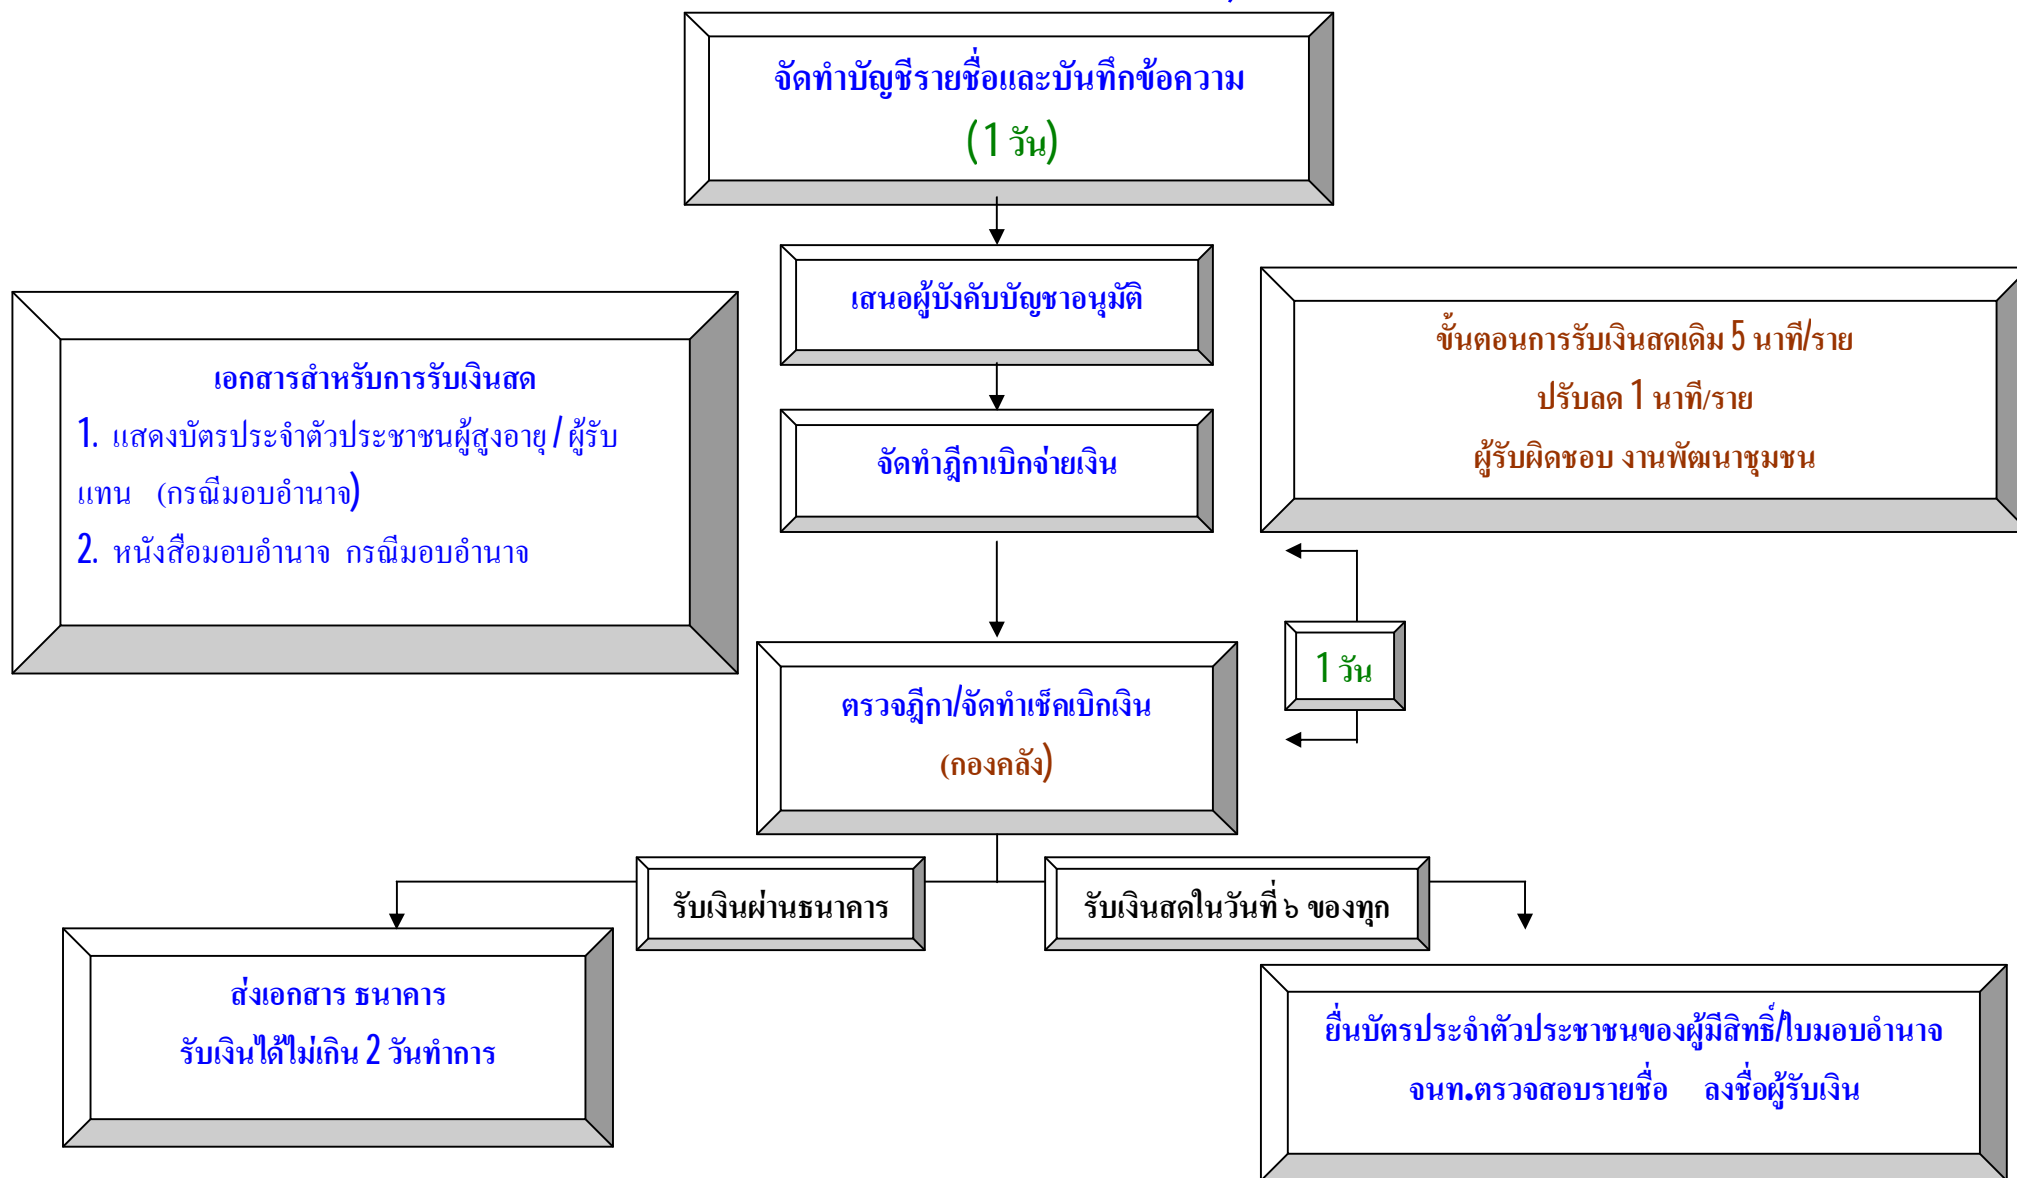 จัดทำบัญชีรายชื่อและบันทึกข้อความ
(1 วัน)
เสนอผู้บังคับบัญชาอนุมัติ
เอกสารสำหรับการรับเงินสด
1. แสดงบัตรประจำตัวประชาชนผู้สูงอายุ / ผู้รับ
แทน (กรณีมอบอำนาจ)
2. หนังสือมอบอำนาจ กรณีมอบอำนาจ
จัดทำฎีกาเบิกจ่ายเงิน
ขั้นตอนการรับเงินสดเดิม 5 นาที/ราย
ปรับลด 1 นาที/ราย
ผู้รับผิดชอบ งานพัฒนาชุมชน
1 วัน
ตรวจฎีกา/จัดทำเช็คเบิกเงิน
(กองคลัง)
รับเงินผ่านธนาคาร
รับเงินสดในวันที่ ๖ ของทุก
ส่งเอกสาร ธนาคาร
รับเงินได้ไม่เกิน 2 วันทำการ
ยื่นบัตรประจำตัวประชาชนของผู้มีสิทธิ์/ใบมอบอำนาจ
จนท.ตรวจสอบรายชื่อ ลงชื่อผู้รับเงิน